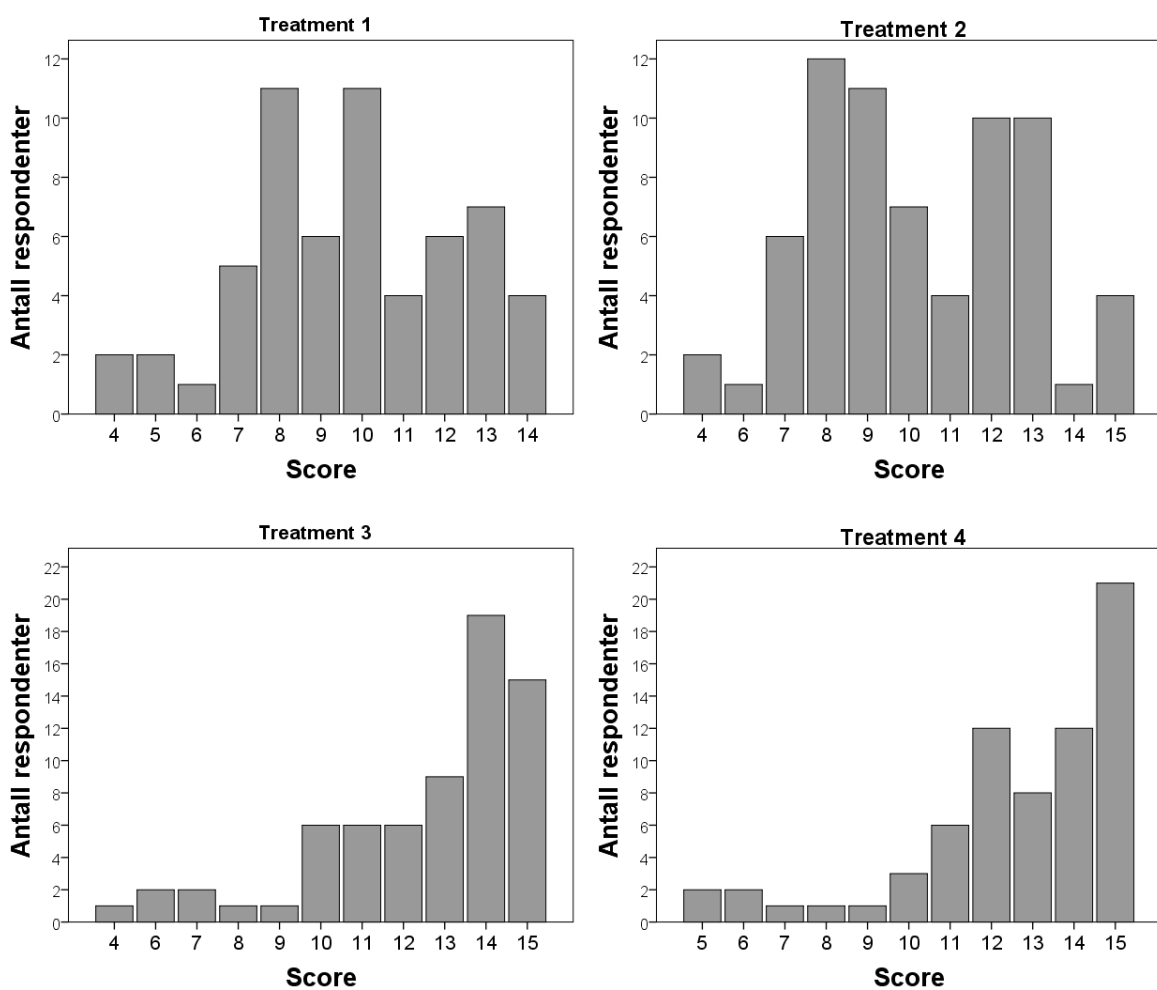 Treatment 1
Antall respondenter
12
10
8
6
4
2
0
4 5 6 7 8 9 10 11 12 13 14
Score
Treatment 2
Antall respondenter
12
10
8
6
4
2
0
4 6 7 8 9 10 11 12 13 14 15
Score
Treatment 3
Antall respondenter
22
20
18
16
14
12
10
8
6
4
2
0
4 6 7 8 9 10 11 12 13 14 15
Score
Treatment 4
Antall respondenter
22
20
18
16
14
12
10
8
6
4
2
0
5 6 7 8 9 10 11 12 13 14 15
Score